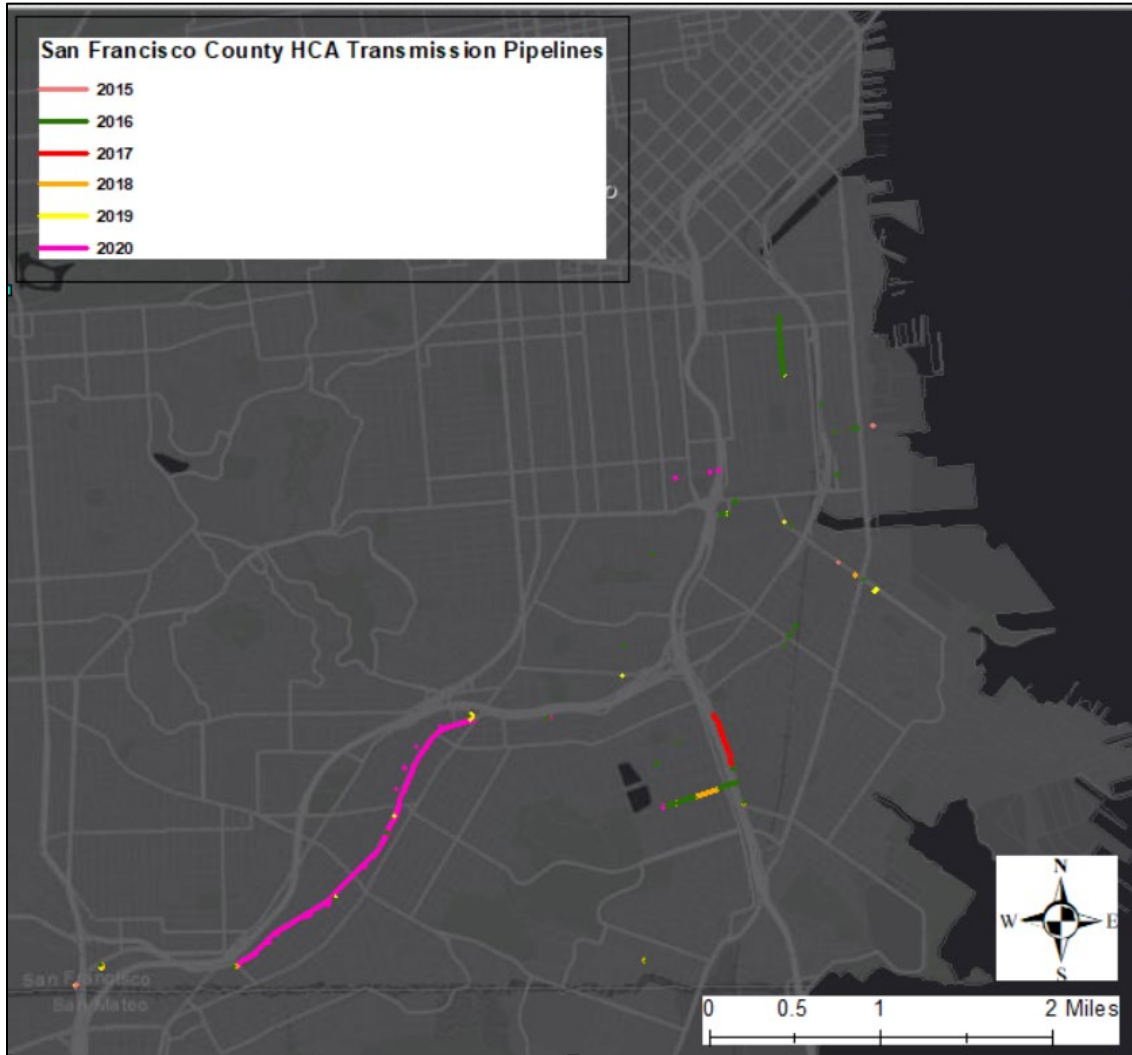 San Francisco County HCA Transmission Pipelines
2015
2016
2017
2018
2019
2020
N
W E
S
San Francisco
San Mateo
0 0.5 1 2 Miles